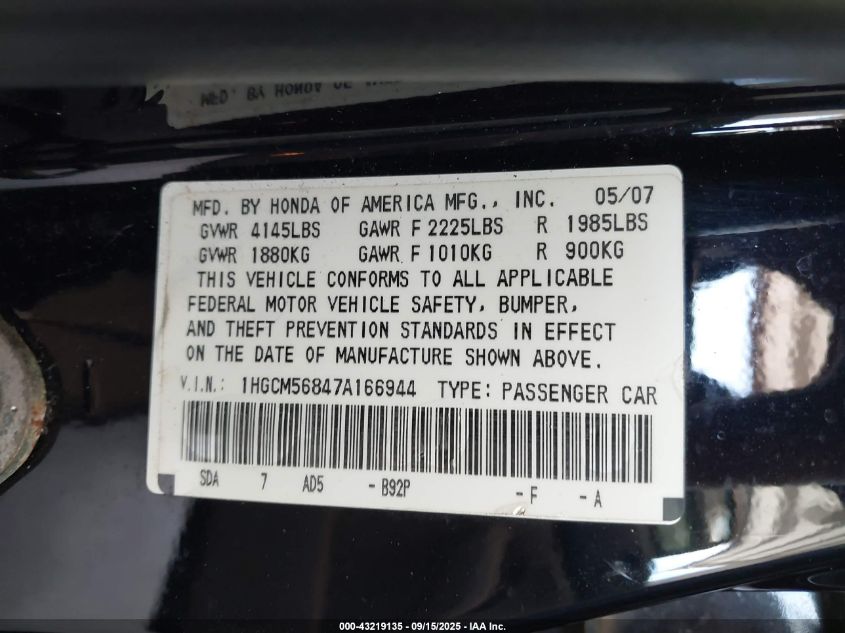 MFD. BY HONDA OF AMERICA MFG., INC. 05/07
GVWR 4145LBS GAWR F 2225LBS R 1985LBS
GVWR 1880KG GAWR F 1010KG R 900KG
THIS VEHICLE CONFORMS TO ALL APPLICABLE
FEDERAL MOTOR VEHICLE SAFETY, BUMPER,
AND THEFT PREVENTION STANDARDS IN EFFECT
ON THE DATE OF MANUFACTURE SHOWN ABOVE.
V.I.N.: 1HGCM56847A166944 TYPE: PASSENGER CAR
SDA 7 AD5 - B92P - F - A
000-43219135 - 09/15/2025 - IAA Inc.